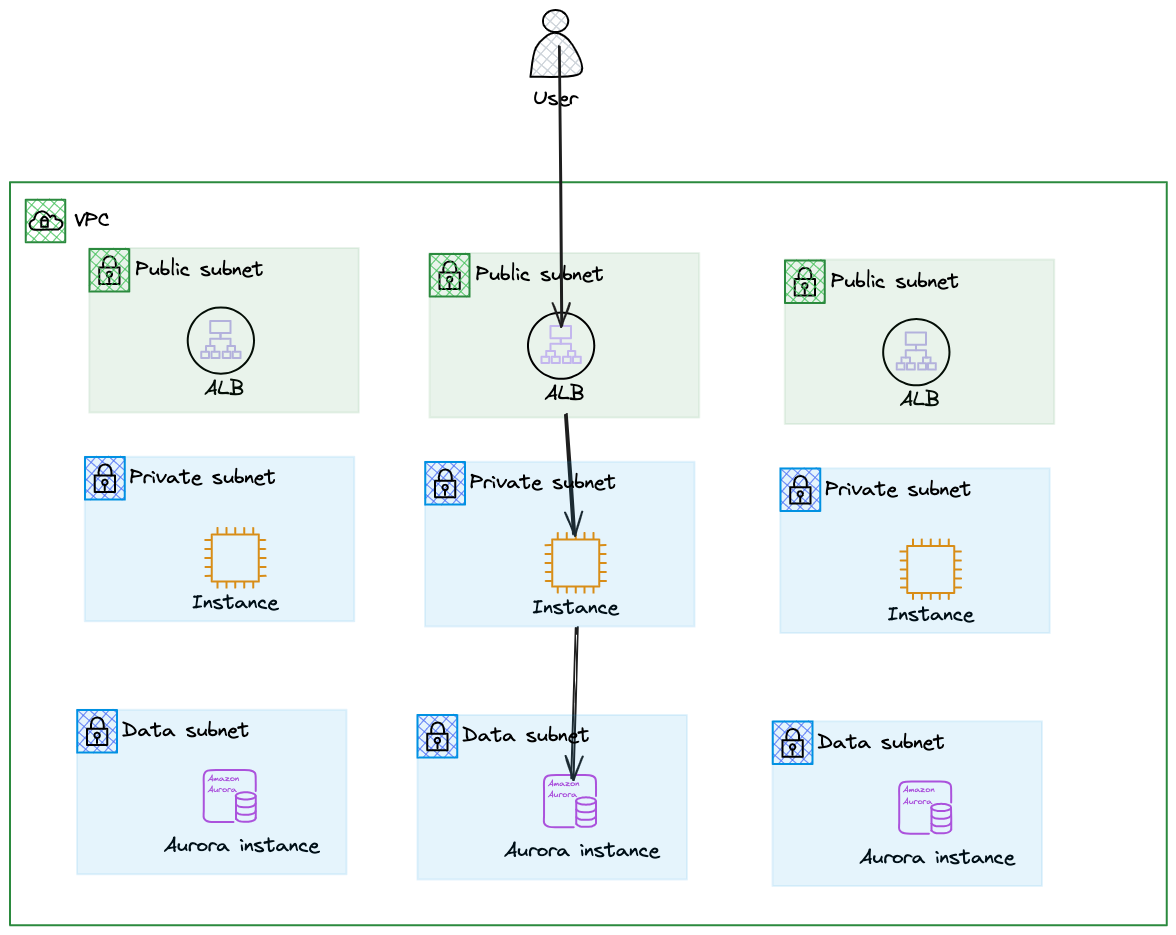 User
VPC
Public subnet
Public subnet
Public subnet
ALB
ALB
ALB
Private subnet
Private subnet
Private subnet
Instance
Instance
Instance
Data subnet
Data subnet
Data subnet
Amazon
Aurora
Amazon
Aurora
Amazon
Aurora
Aurora instance
Aurora instance
Aurora instance